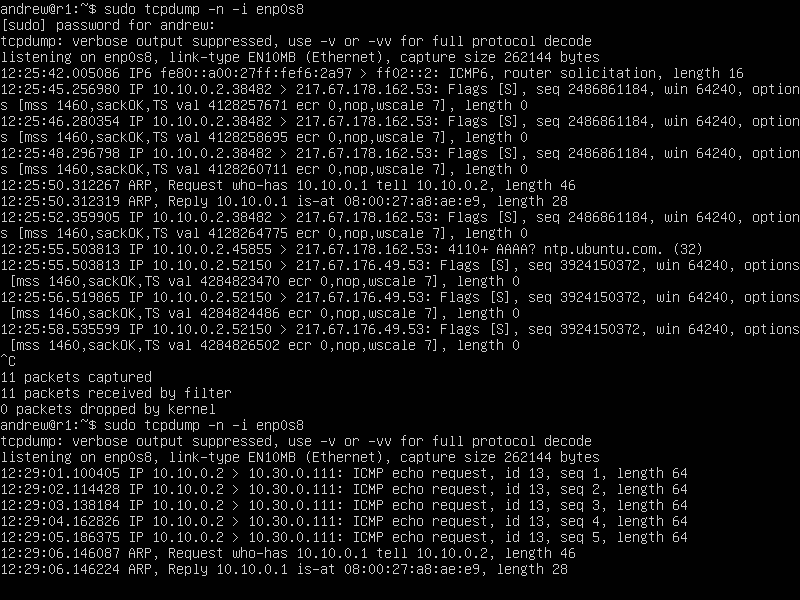 andrew@r1:~$ sudo tcpdump -n -i enp0s8
[sudo] password for andrew:
tcpdump: verbose output suppressed, use -v or -vv for full protocol decode
listening on enp0s8, link-type EN10MB (Ethernet), capture size 262144 bytes
12:25:42.005086 IP6 fe80::a00:27ff:fef6:2a97 > ff02::2: ICMP6, router solicitation, length 16
12:25:45.256980 IP 10.10.0.2.38482 > 217.67.178.162.53: Flags [S], seq 2486861184, win 64240, option
s [mss 1460,sackOK,TS val 4128257671 ecr 0,nop,wscale 7], length 0
12:25:46.280354 IP 10.10.0.2.38482 > 217.67.178.162.53: Flags [S], seq 2486861184, win 64240, option
s [mss 1460,sackOK,TS val 4128258695 ecr 0,nop,wscale 7], length 0
12:25:48.296798 IP 10.10.0.2.38482 > 217.67.178.162.53: Flags [S], seq 2486861184, win 64240, option
s [mss 1460,sackOK,TS val 4128260711 ecr 0,nop,wscale 7], length 0
12:25:50.312267 ARP, Request who-has 10.10.0.1 tell 10.10.0.2, length 46
12:25:50.312319 ARP, Reply 10.10.0.1 is-at 08:00:27:a8:ae:e9, length 28
12:25:52.359905 IP 10.10.0.2.38482 > 217.67.178.162.53: Flags [S], seq 2486861184, win 64240, option
s [mss 1460,sackOK,TS val 4128264775 ecr 0,nop,wscale 7], length 0
12:25:55.503813 IP 10.10.0.2.45855 > 217.67.178.162.53: 4110+ AAAA? ntp.ubuntu.com. (32)
12:25:55.503813 IP 10.10.0.2.52150 > 217.67.176.49.53: Flags [S], seq 3924150372, win 64240, options
 [mss 1460,sackOK,TS val 4284823470 ecr 0,nop,wscale 7], length 0
12:25:56.519865 IP 10.10.0.2.52150 > 217.67.176.49.53: Flags [S], seq 3924150372, win 64240, options
 [mss 1460,sackOK,TS val 4284824486 ecr 0,nop,wscale 7], length 0
12:25:58.535599 IP 10.10.0.2.52150 > 217.67.176.49.53: Flags [S], seq 3924150372, win 64240, options
 [mss 1460,sackOK,TS val 4284826502 ecr 0,nop,wscale 7], length 0
^C
11 packets captured
11 packets received by filter
0 packets dropped by kernel
andrew@r1:~$ sudo tcpdump -n -i enp0s8
tcpdump: verbose output suppressed, use -v or -vv for full protocol decode
listening on enp0s8, link-type EN10MB (Ethernet), capture size 262144 bytes
12:29:01.100405 IP 10.10.0.2 > 10.30.0.111: ICMP echo request, id 13, seq 1, length 64
12:29:02.114428 IP 10.10.0.2 > 10.30.0.111: ICMP echo request, id 13, seq 2, length 64
12:29:03.138184 IP 10.10.0.2 > 10.30.0.111: ICMP echo request, id 13, seq 3, length 64
12:29:04.162826 IP 10.10.0.2 > 10.30.0.111: ICMP echo request, id 13, seq 4, length 64
12:29:05.186375 IP 10.10.0.2 > 10.30.0.111: ICMP echo request, id 13, seq 5, length 64
12:29:06.146087 ARP, Request who-has 10.10.0.1 tell 10.10.0.2, length 46
12:29:06.146224 ARP, Reply 10.10.0.1 is-at 08:00:27:a8:ae:e9, length 28